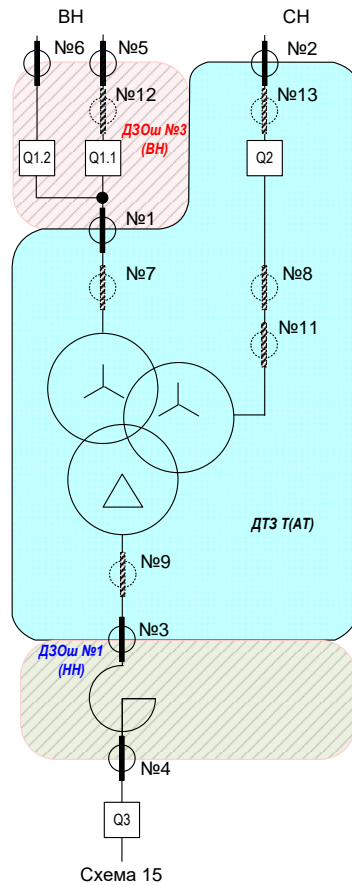 ВН СН
№6 №5 №2
№12 №13
ДЗОш №3
(ВН)
Q1.2 Q1.1 Q2
№1
№7 №8
№11
ДТЗ Т(АТ)
№9
№3
ДЗОш №1
(НН)
№4
Q3
Схема 15